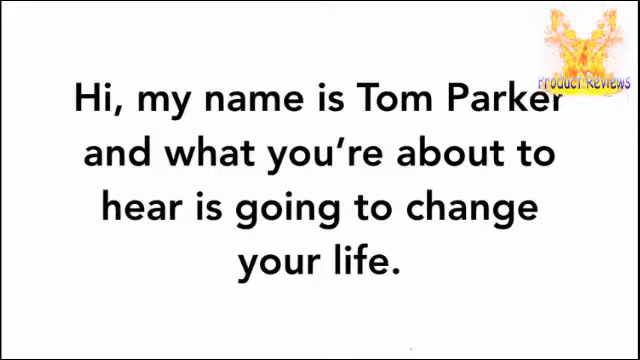 Hi, my name is Tom Parker
and what you’re about to
hear is going to change
your life.
Product Reviews